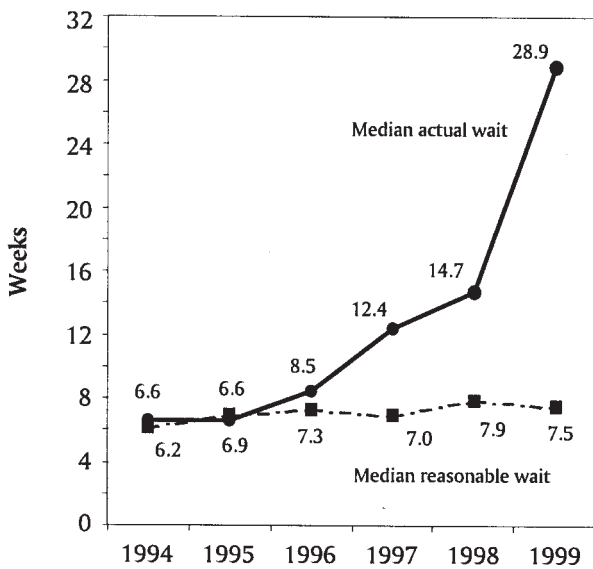 32
28
24
20
16
12
8
4
0
Weeks
28.9
Median actual wait
14.7
12.4
8.5
6.6 6.6
6.2 6.9 7.3 7.0 7.9 7.5
Median reasonable wait
1994 1995 1996 1997 1998 1999